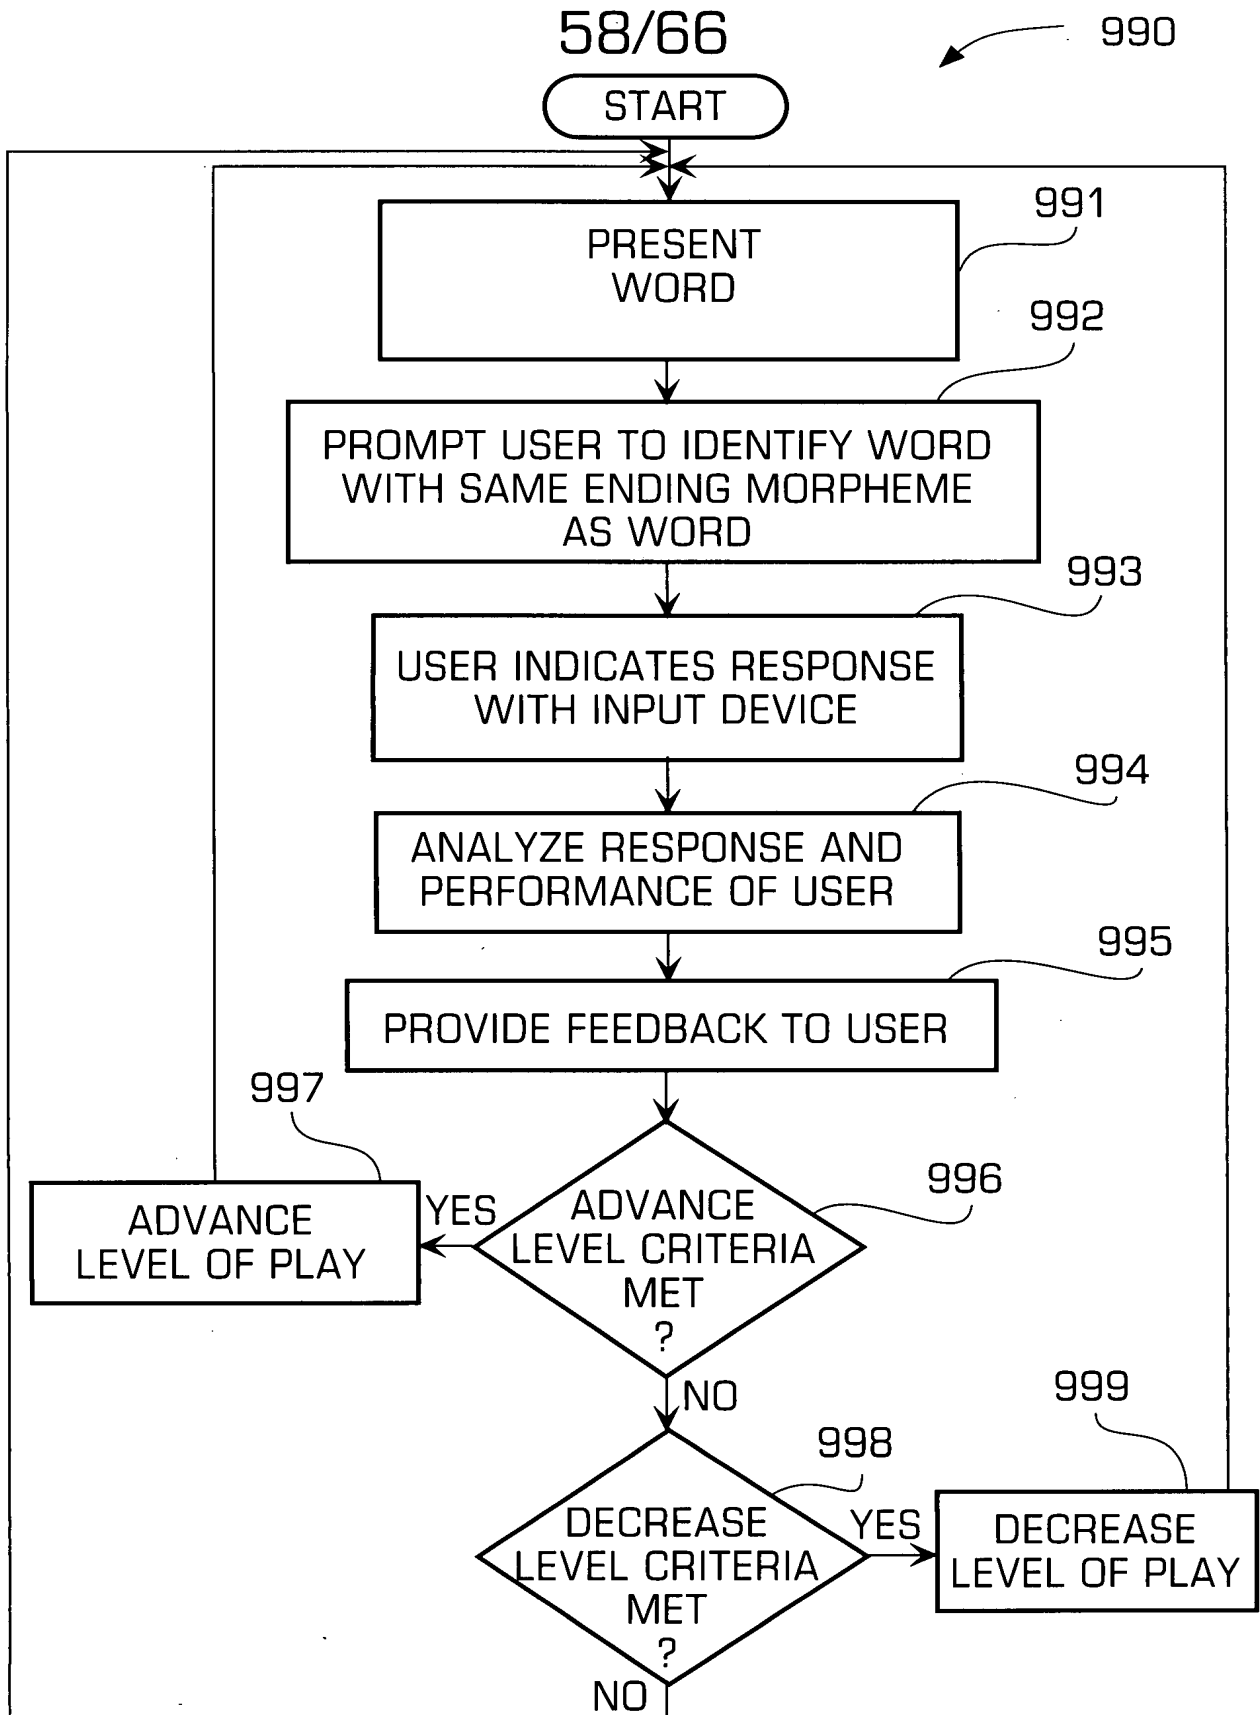 58/66
990
START
991
PRESENT
WORD
992
PROMPT USER TO IDENTIFY WORD
WITH SAME ENDING MORPHEME
AS WORD
993
USER INDICATES RESPONSE
WITH INPUT DEVICE
994
ANALYZE RESPONSE AND
PERFORMANCE OF USER
995
PROVIDE FEEDBACK TO USER
997
996
ADVANCE
LEVEL OF PLAY
YES
ADVANCE
LEVEL CRITERIA
MET
?
NO
999
998
DECREASE
LEVEL CRITERIA
MET
?
YES
DECREASE
LEVEL OF PLAY
NO